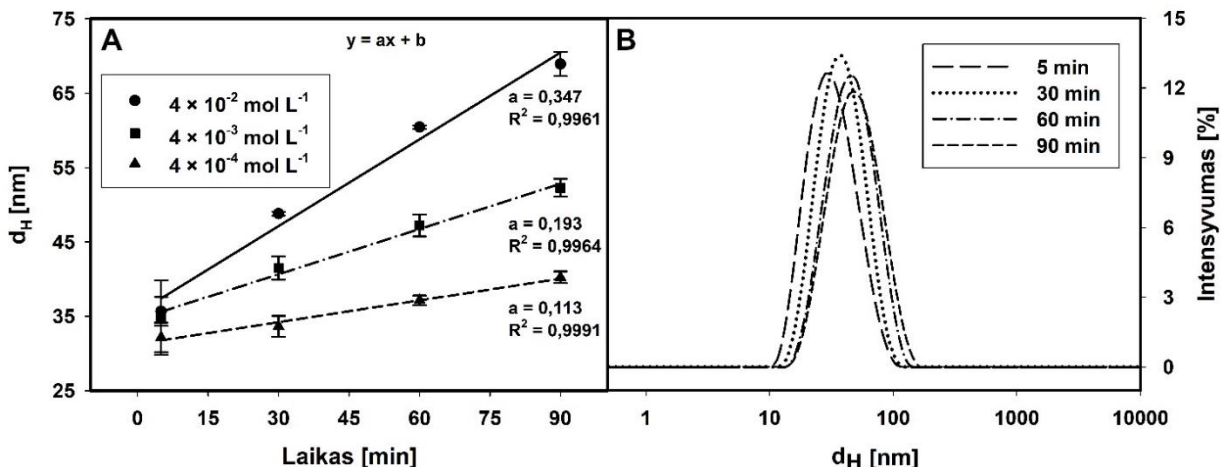 A
y = ax + b
4 × 10⁻² mol L⁻¹
4 × 10⁻³ mol L⁻¹
4 × 10⁻⁴ mol L⁻¹
a = 0,347
R² = 0,9961
a = 0,193
R² = 0,9964
a = 0,113
R² = 0,9991
75
65
55
45
35
25
d_H [nm]
0
15
30
45
60
75
90
Laikas [min]
B
5 min
30 min
60 min
90 min
15
12
9
6
3
0
Intensyvumas [%]
1
10
100
1000
10000
d_H [nm]